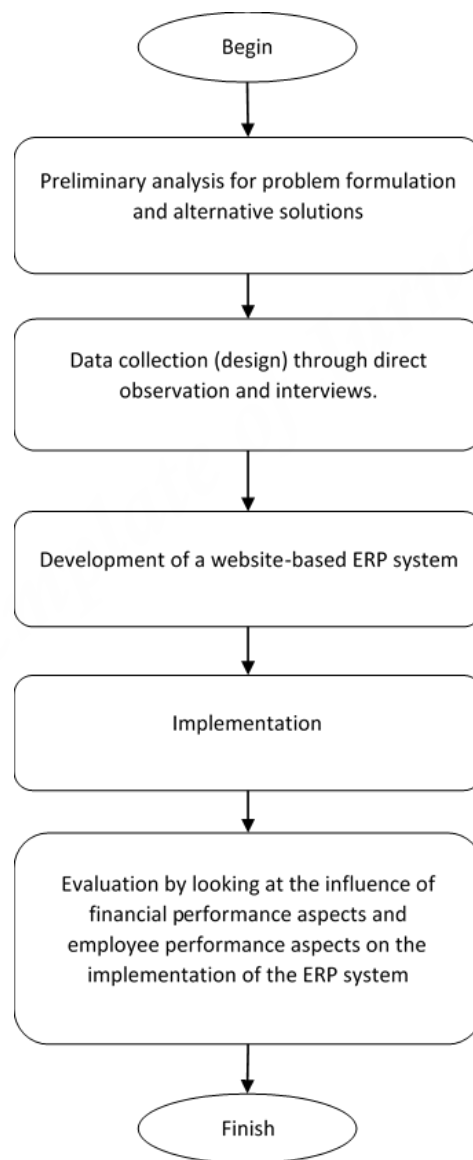 Begin
Preliminary analysis for problem formulation
and alternative solutions
Data collection (design) through direct
observation and interviews.
Development of a website-based ERP system
Implementation
Evaluation by looking at the influence of
financial performance aspects and
employee performance aspects on the
implementation of the ERP system
Finish